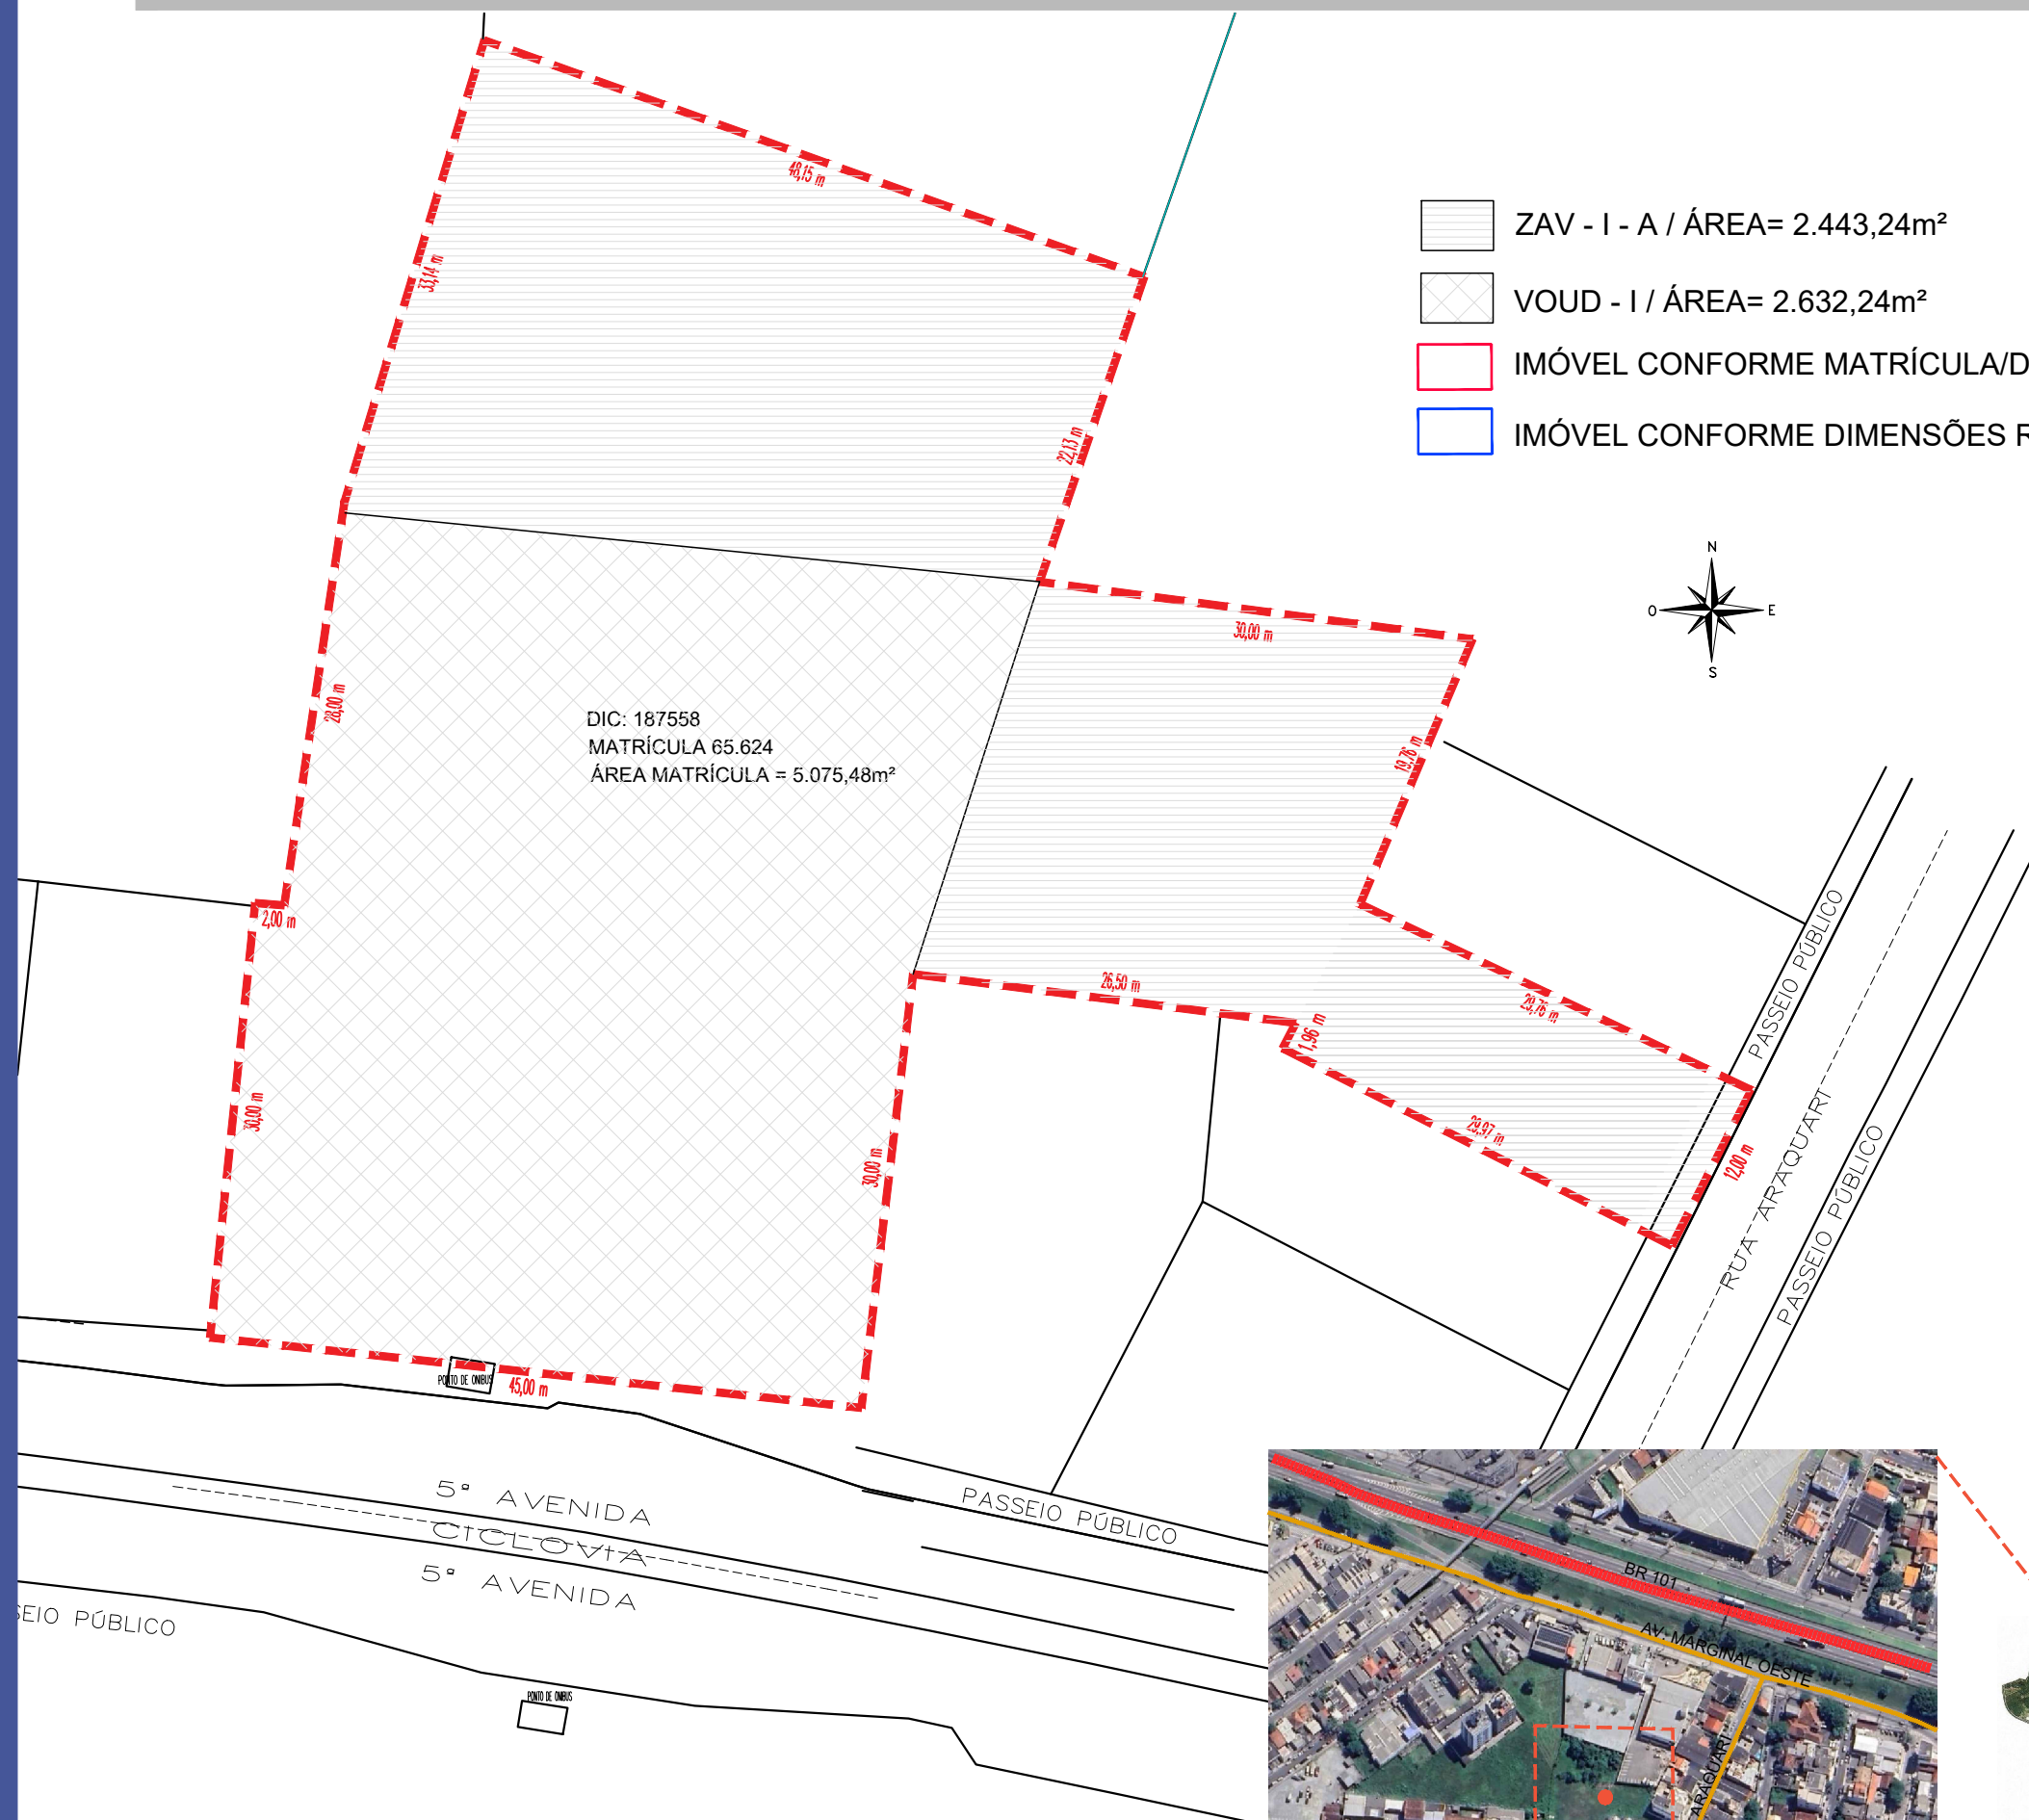 48,15 m
33,14 m
22,13 m
ZAV - I - A / ÁREA= 2.443,24m²
VOUD - I / ÁREA= 2.632,24m²
IMÓVEL CONFORME MATRÍCULA/D
IMÓVEL CONFORME DIMENSÕES R
N
O
E
S
30,00 m
28,00 m
DIC: 187558
MATRÍCULA 65.624
ÁREA MATRÍCULA = 5.075,48m²
19,76 m
2,00 m
26,50 m
1,96 m
29,76 m
PASSEIO PÚBLICO
30,00 m
30,00 m
29,97 m
12,00 m
RUA ARAQUART
PASSEIO PÚBLICO
PONTO DE ONIBUS
45,00 m
5ª AVENIDA
CICLOVIA
5ª AVENIDA
PASSEIO PÚBLICO
SEIO PÚBLICO
PONTO DE ONIBUS
BR 101
AV. MARGINAL OESTE
ARAQUARI